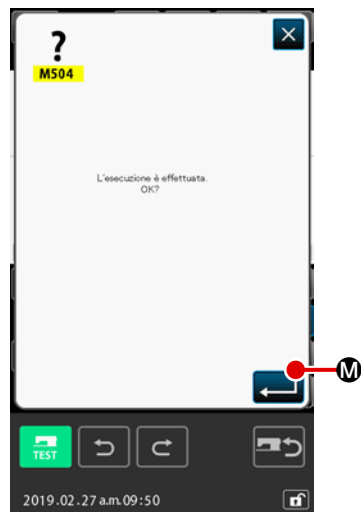 ?
M504
L'esecuzione è effettuata.
OK?
M
TEST
2019.02.27 a.m. 09:50